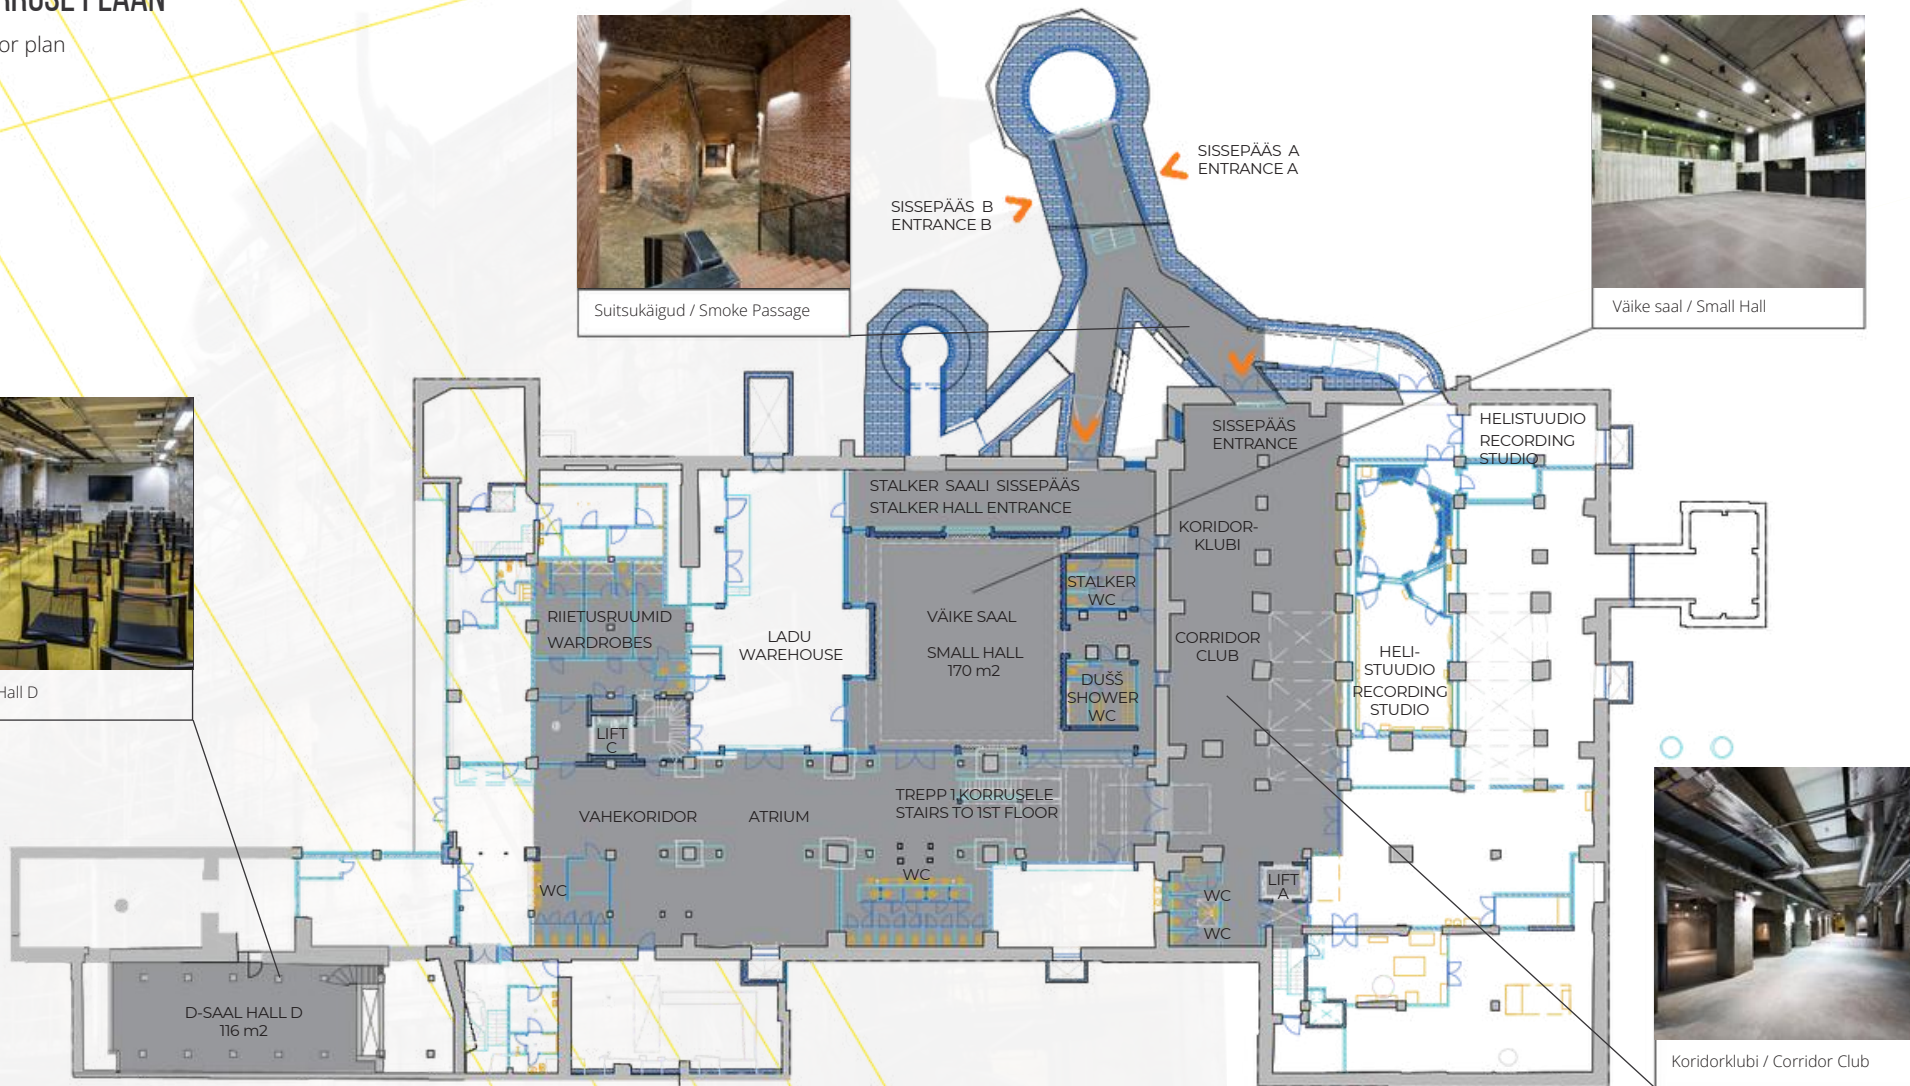 PLAAN
or plan
Suitsukäigud / Smoke Passage
SISSEPÄÄS A
ENTRANCE A
SISSEPÄÄS B
ENTRANCE B
Väike saal / Small Hall
Hall D
SISSEPÄÄS
ENTRANCE
HELISTUUDIO
RECORDING
STUDIO
STALKER SAALI SISSEPÄÄS
STALKER HALL ENTRANCE
KORIDOR-
KLUBI
STALKER
WC
RIIETUSRUUMID
WARDROBES
LADU
WAREHOUSE
VÄIKE SAAL
SMALL HALL
170 m2
CORRIDOR
CLUB
DUŠŠ
SHOWER
WC
HELI-
STUUDIO
RECORDING
STUDIO
LIFT
C
VAHEKORIDOR
ATRIUM
TREPP 1.KORRUSELE
STAIRS TO 1ST FLOOR
WC
WC
WC
WC
LIFT
A
D-SAAL HALL D
116 m2
Koridorklubi / Corridor Club